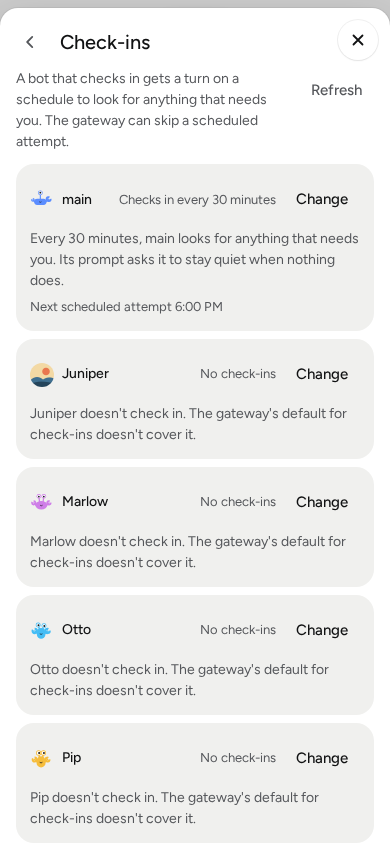 Check-ins
A bot that checks in gets a turn on a
schedule to look for anything that needs
you. The gateway can skip a scheduled
attempt.
Refresh
main Checks in every 30 minutes Change
Every 30 minutes, main looks for anything that needs
you. Its prompt asks it to stay quiet when nothing
does.
Next scheduled attempt 6:00 PM
Juniper No check-ins Change
Juniper doesn't check in. The gateway's default for
check-ins doesn't cover it.
Marlow No check-ins Change
Marlow doesn't check in. The gateway's default for
check-ins doesn't cover it.
Otto No check-ins Change
Otto doesn't check in. The gateway's default for
check-ins doesn't cover it.
Pip No check-ins Change
Pip doesn't check in. The gateway's default for
check-ins doesn't cover it.